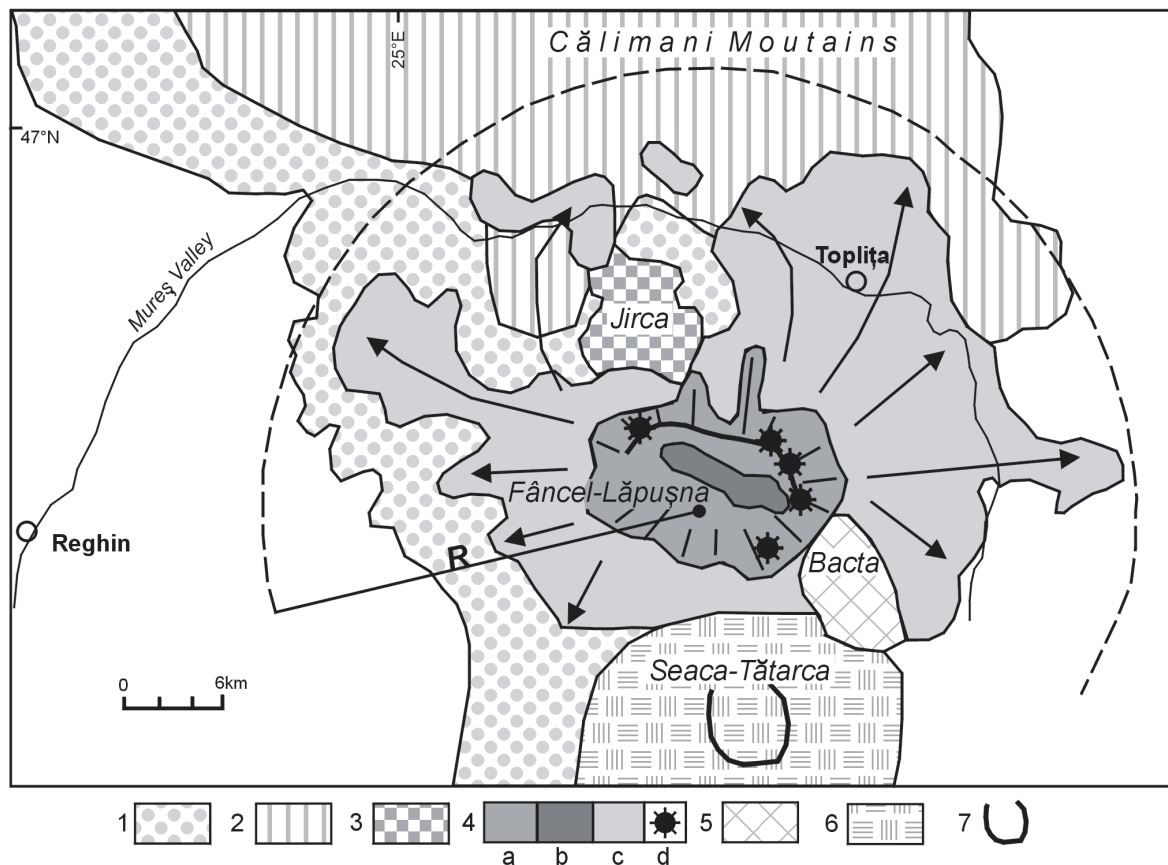 Călimani Moutains
25°E
47°N
Mureş Valley
Toplița
Jirca
Fâncel-Lăpușna
Reghin
R
Bacta
Seaca-Tătarca
0 6km
1 2 3 4 5 6 7
a b c d